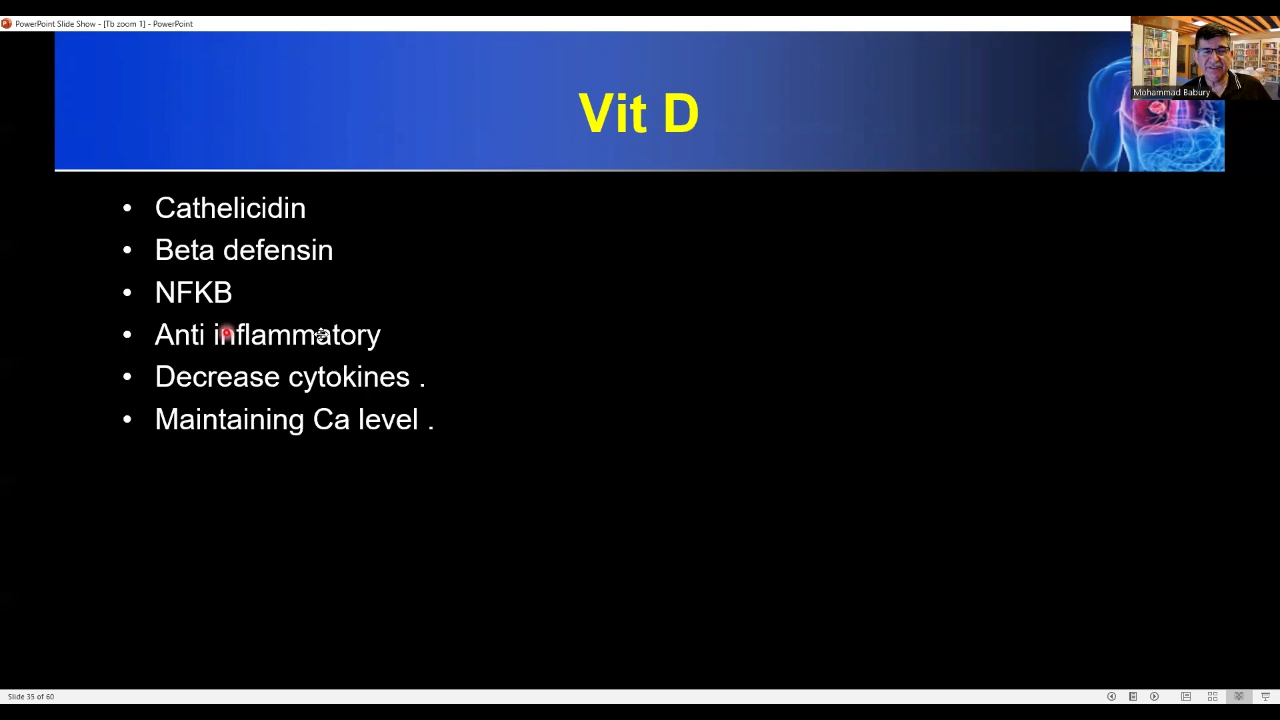 PowerPoint Slide Show - [Tb zoom 1] - PowerPoint
Mohammad Babury
Vit D
• Cathelicidin
• Beta defensin
• NFKB
• Anti inflammatory
• Decrease cytokines .
• Maintaining Ca level .
Slide 35 of 60